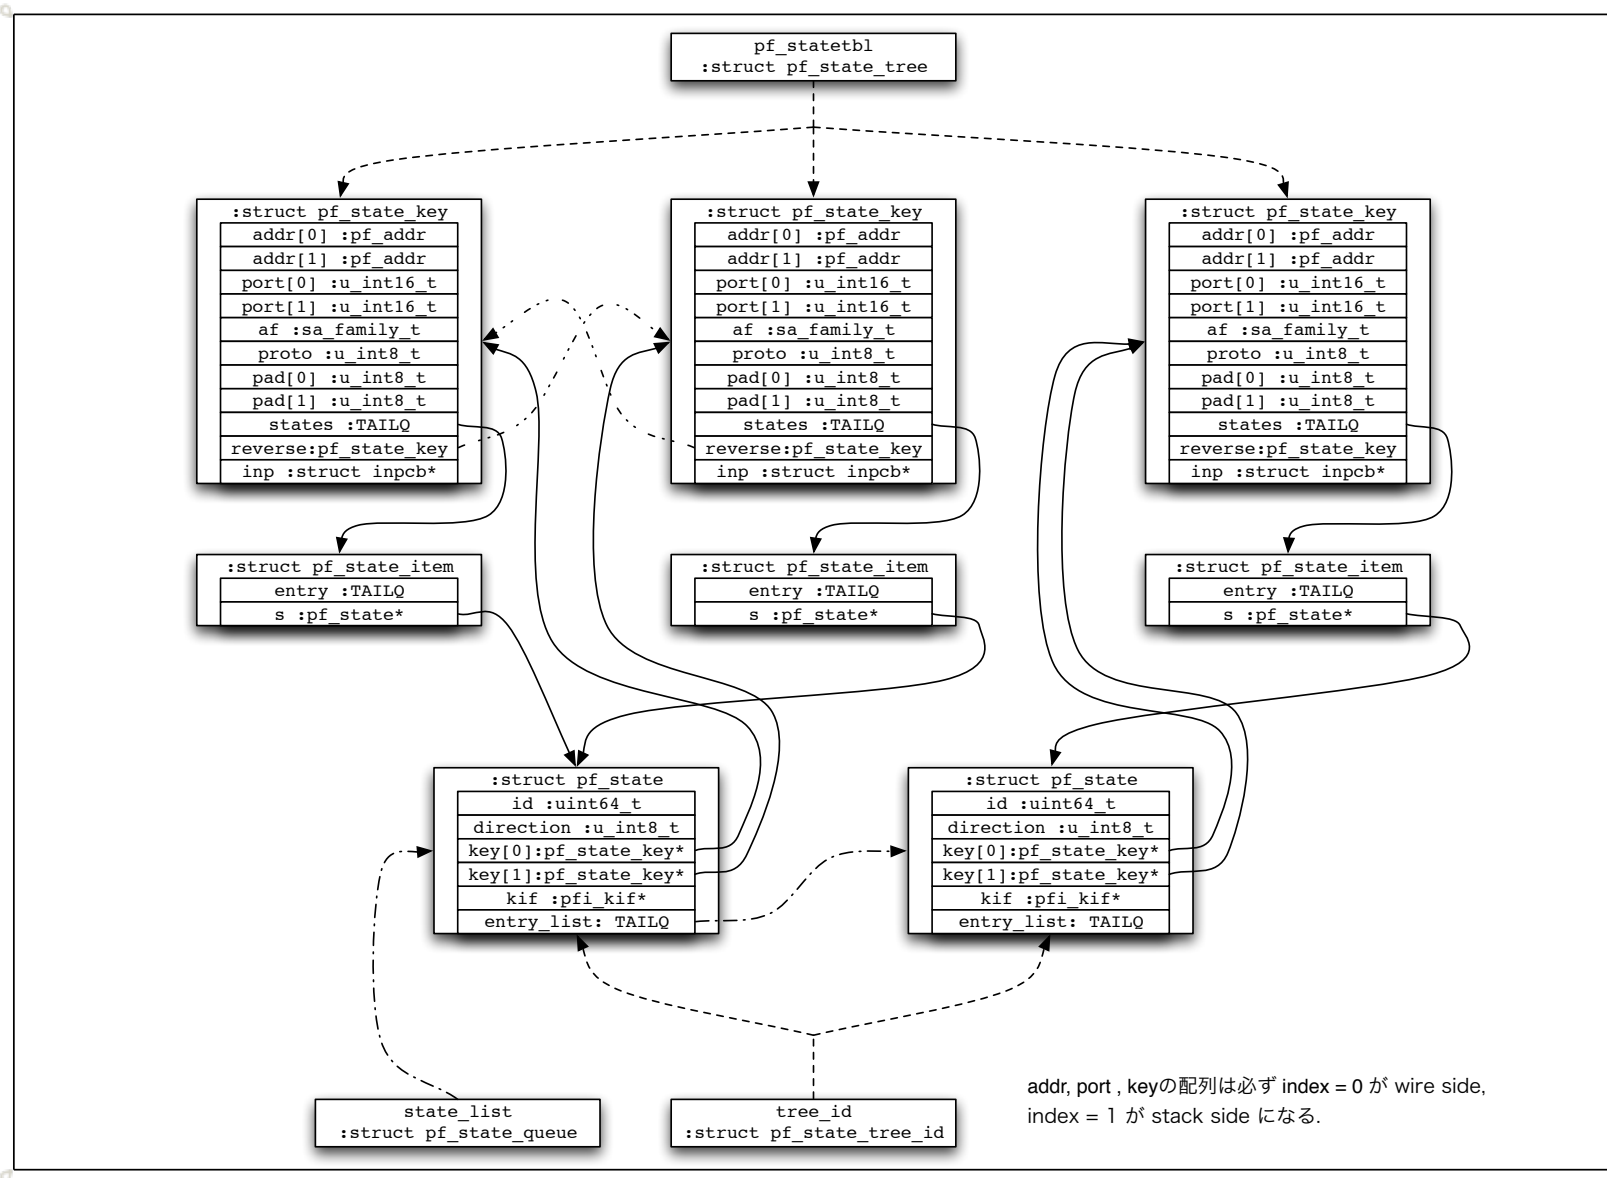 pf_statetbl
:struct pf_state_tree
:struct pf_state_key
addr[0] :pf_addr
addr[1] :pf_addr
port[0] :u_int16_t
port[1] :u_int16_t
af :sa_family_t
proto :u_int8_t
pad[0] :u_int8_t
pad[1] :u_int8_t
states :TAILQ
reverse:pf_state_key
inp :struct inpcb*
:struct pf_state_key
addr[0] :pf_addr
addr[1] :pf_addr
port[0] :u_int16_t
port[1] :u_int16_t
af :sa_family_t
proto :u_int8_t
pad[0] :u_int8_t
pad[1] :u_int8_t
states :TAILQ
reverse:pf_state_key
inp :struct inpcb*
:struct pf_state_key
addr[0] :pf_addr
addr[1] :pf_addr
port[0] :u_int16_t
port[1] :u_int16_t
af :sa_family_t
proto :u_int8_t
pad[0] :u_int8_t
pad[1] :u_int8_t
states :TAILQ
reverse:pf_state_key
inp :struct inpcb*
:struct pf_state_item
entry :TAILQ
s :pf_state*
:struct pf_state_item
entry :TAILQ
s :pf_state*
:struct pf_state_item
entry :TAILQ
s :pf_state*
:struct pf_state
id :uint64_t
direction :u_int8_t
key[0]:pf_state_key*
key[1]:pf_state_key*
kif :pfi_kif*
entry_list: TAILQ
:struct pf_state
id :uint64_t
direction :u_int8_t
key[0]:pf_state_key*
key[1]:pf_state_key*
kif :pfi_kif*
entry_list: TAILQ
state_list
:struct pf_state_queue
tree_id
:struct pf_state_tree_id
addr, port , keyの配列は必ず index = 0 が wire side,
index = 1 が stack side になる.